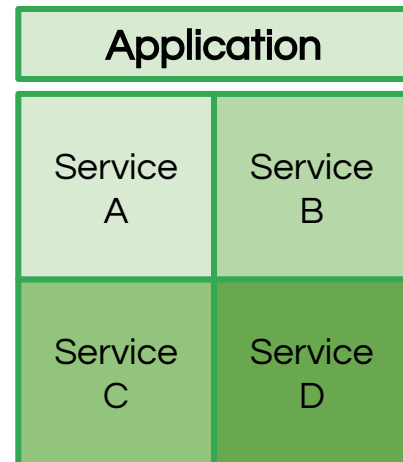 Application
Service
A
Service
B
Service
C
Service
D